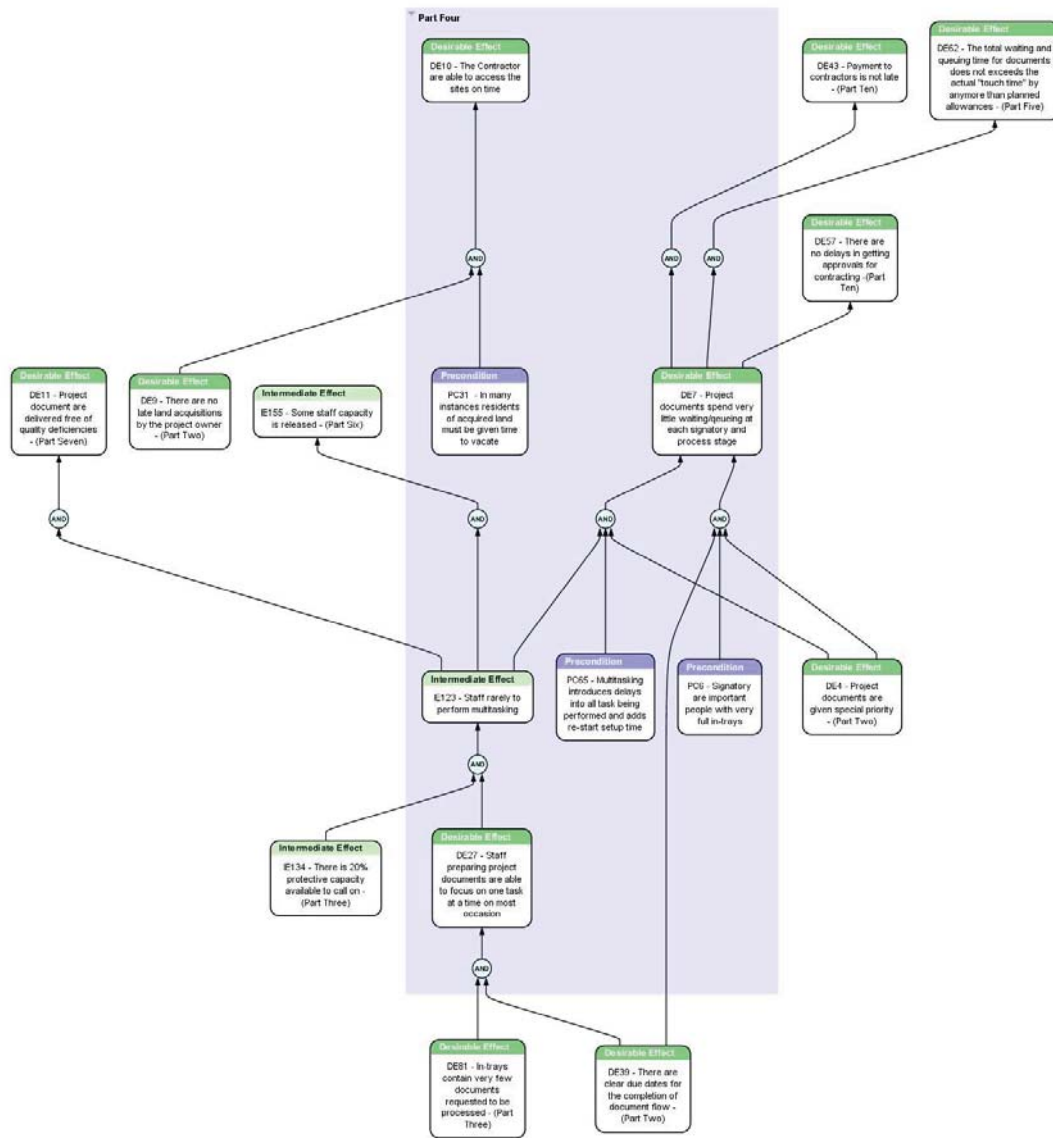 Part Four
Desirable Effect
DE10 - The Contractor
are able to access the
sites on time
Desirable Effect
DE43 - Payment to
contractors is not late
- (Part Ten)
Desirable Effect
DE62 - The total waiting and
queuing time for documents
does not exceeds the
actual "touch time" by
anymore than planned
allowances - (Part Five)
Desirable Effect
DE57 - There are
no delays in getting
approvals for
contracting -(Part
Ten)
AND
AND
AND
Desirable Effect
DE11 - Project
document are
delivered free of
quality deficiencies
- (Part Seven)
Desirable Effect
DE9 - There are no
late land acquisitions
by the project owner
- (Part Two)
Intermediate Effect
IE155 - Some staff capacity
is released - (Part Six)
Precondition
PC31 - In many
instances residents
of acquired land
must be given time
to vacate
Desirable Effect
DE7 - Project
documents spend very
little waiting/qeuring at
each signatory and
process stage
AND
AND
AND
AND
Intermediate Effect
IE123 - Staff rarely to
perform multitasking
Precondition
PC65 - Multitasking
introduces delays
into all task being
performed and adds
re-start setup time
Precondition
PC6 - Signatory
are important
people with very
full in-trays
Desirable Effect
DE4 - Project
documents are
given special priority
- (Part Two)
AND
Intermediate Effect
IE134 - There is 20%
protective capacity
available to call on -
(Part Three)
Desirable Effect
DE27 - Staff
preparing project
documents are able
to focus on one task
at a time on most
occasion
AND
Desirable Effect
DE81 - In-trays
contain very few
documents
requested to be
processed - (Part
Three)
Desirable Effect
DE39 - There are
clear due dates for
the completion of
document flow -
(Part Two)